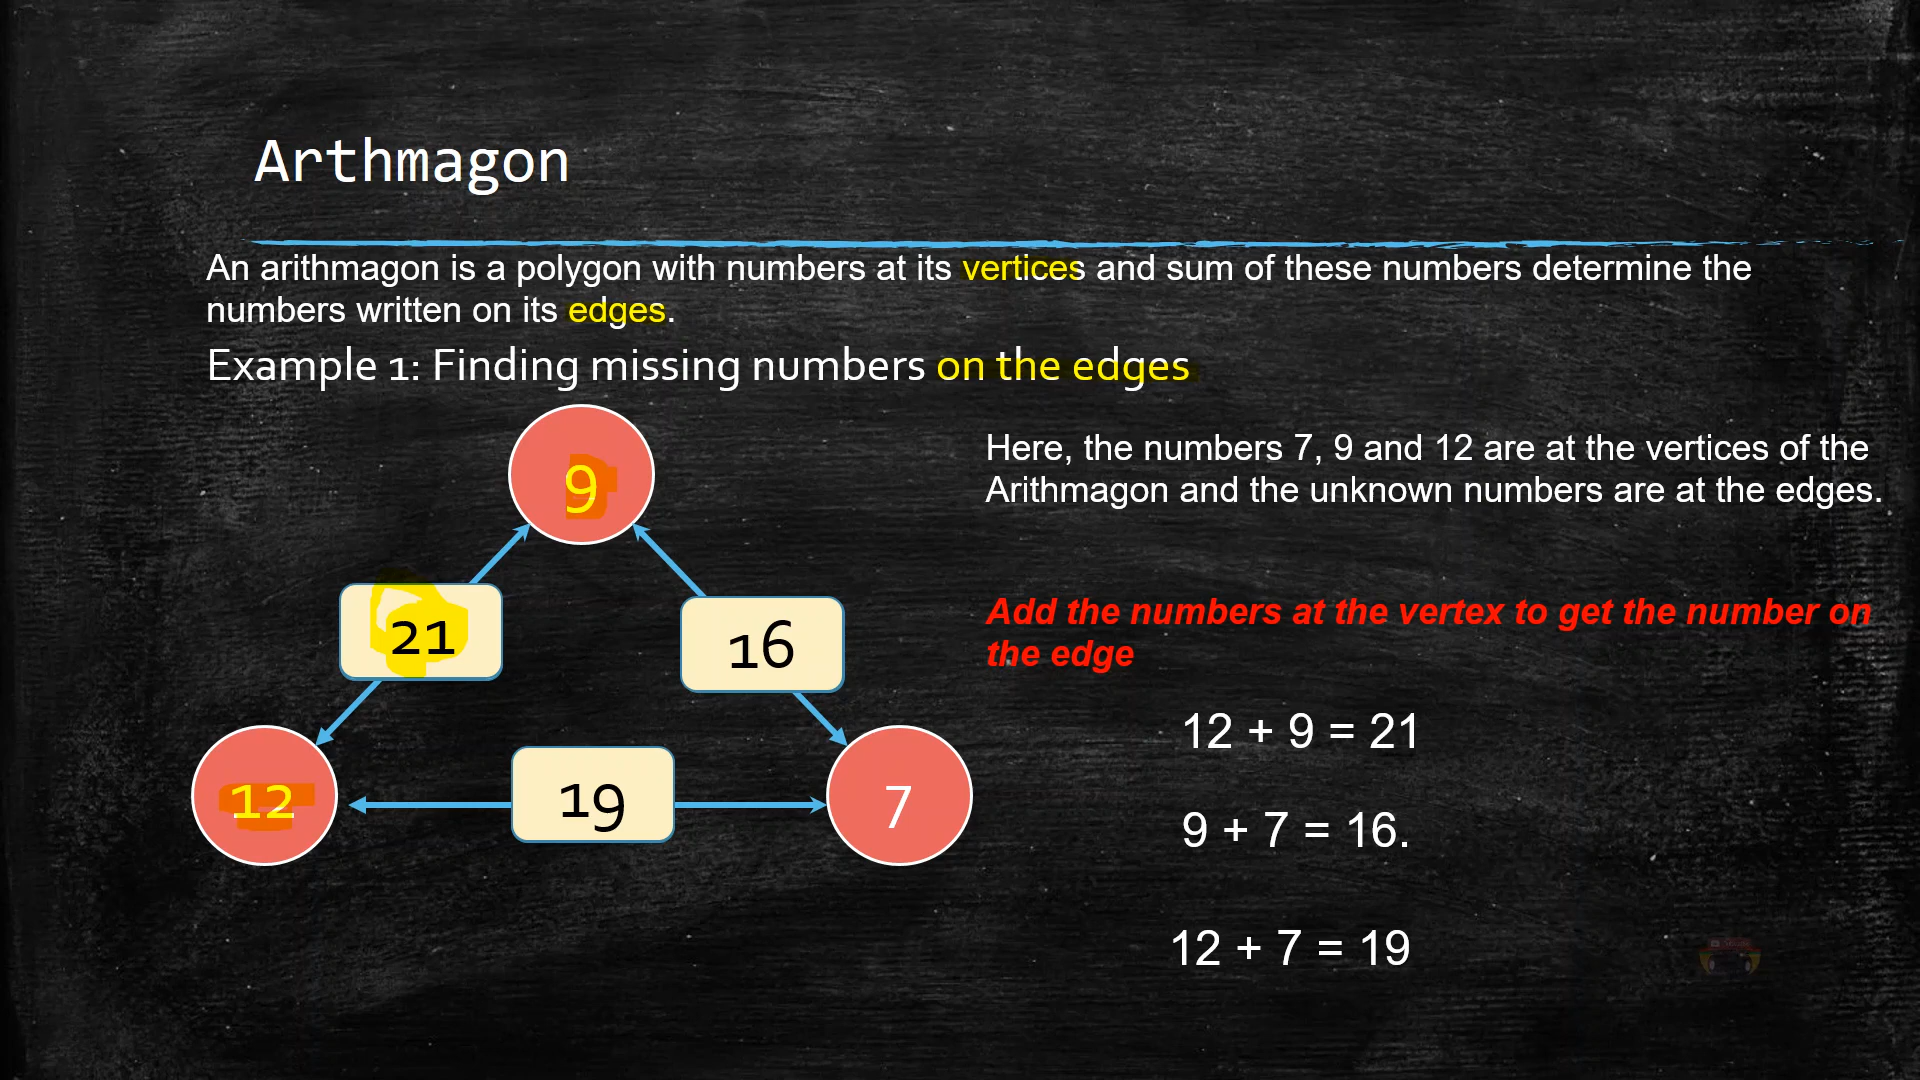 Arthmagon
An arithmagon is a polygon with numbers at its vertices and sum of these numbers determine the
numbers written on its edges.
Example 1: Finding missing numbers on the edges
9
21
16
12
19
7
Here, the numbers 7, 9 and 12 are at the vertices of the
Arithmagon and the unknown numbers are at the edges.
Add the numbers at the vertex to get the number on
the edge
12 + 9 = 21
9 + 7 = 16.
12 + 7 = 19